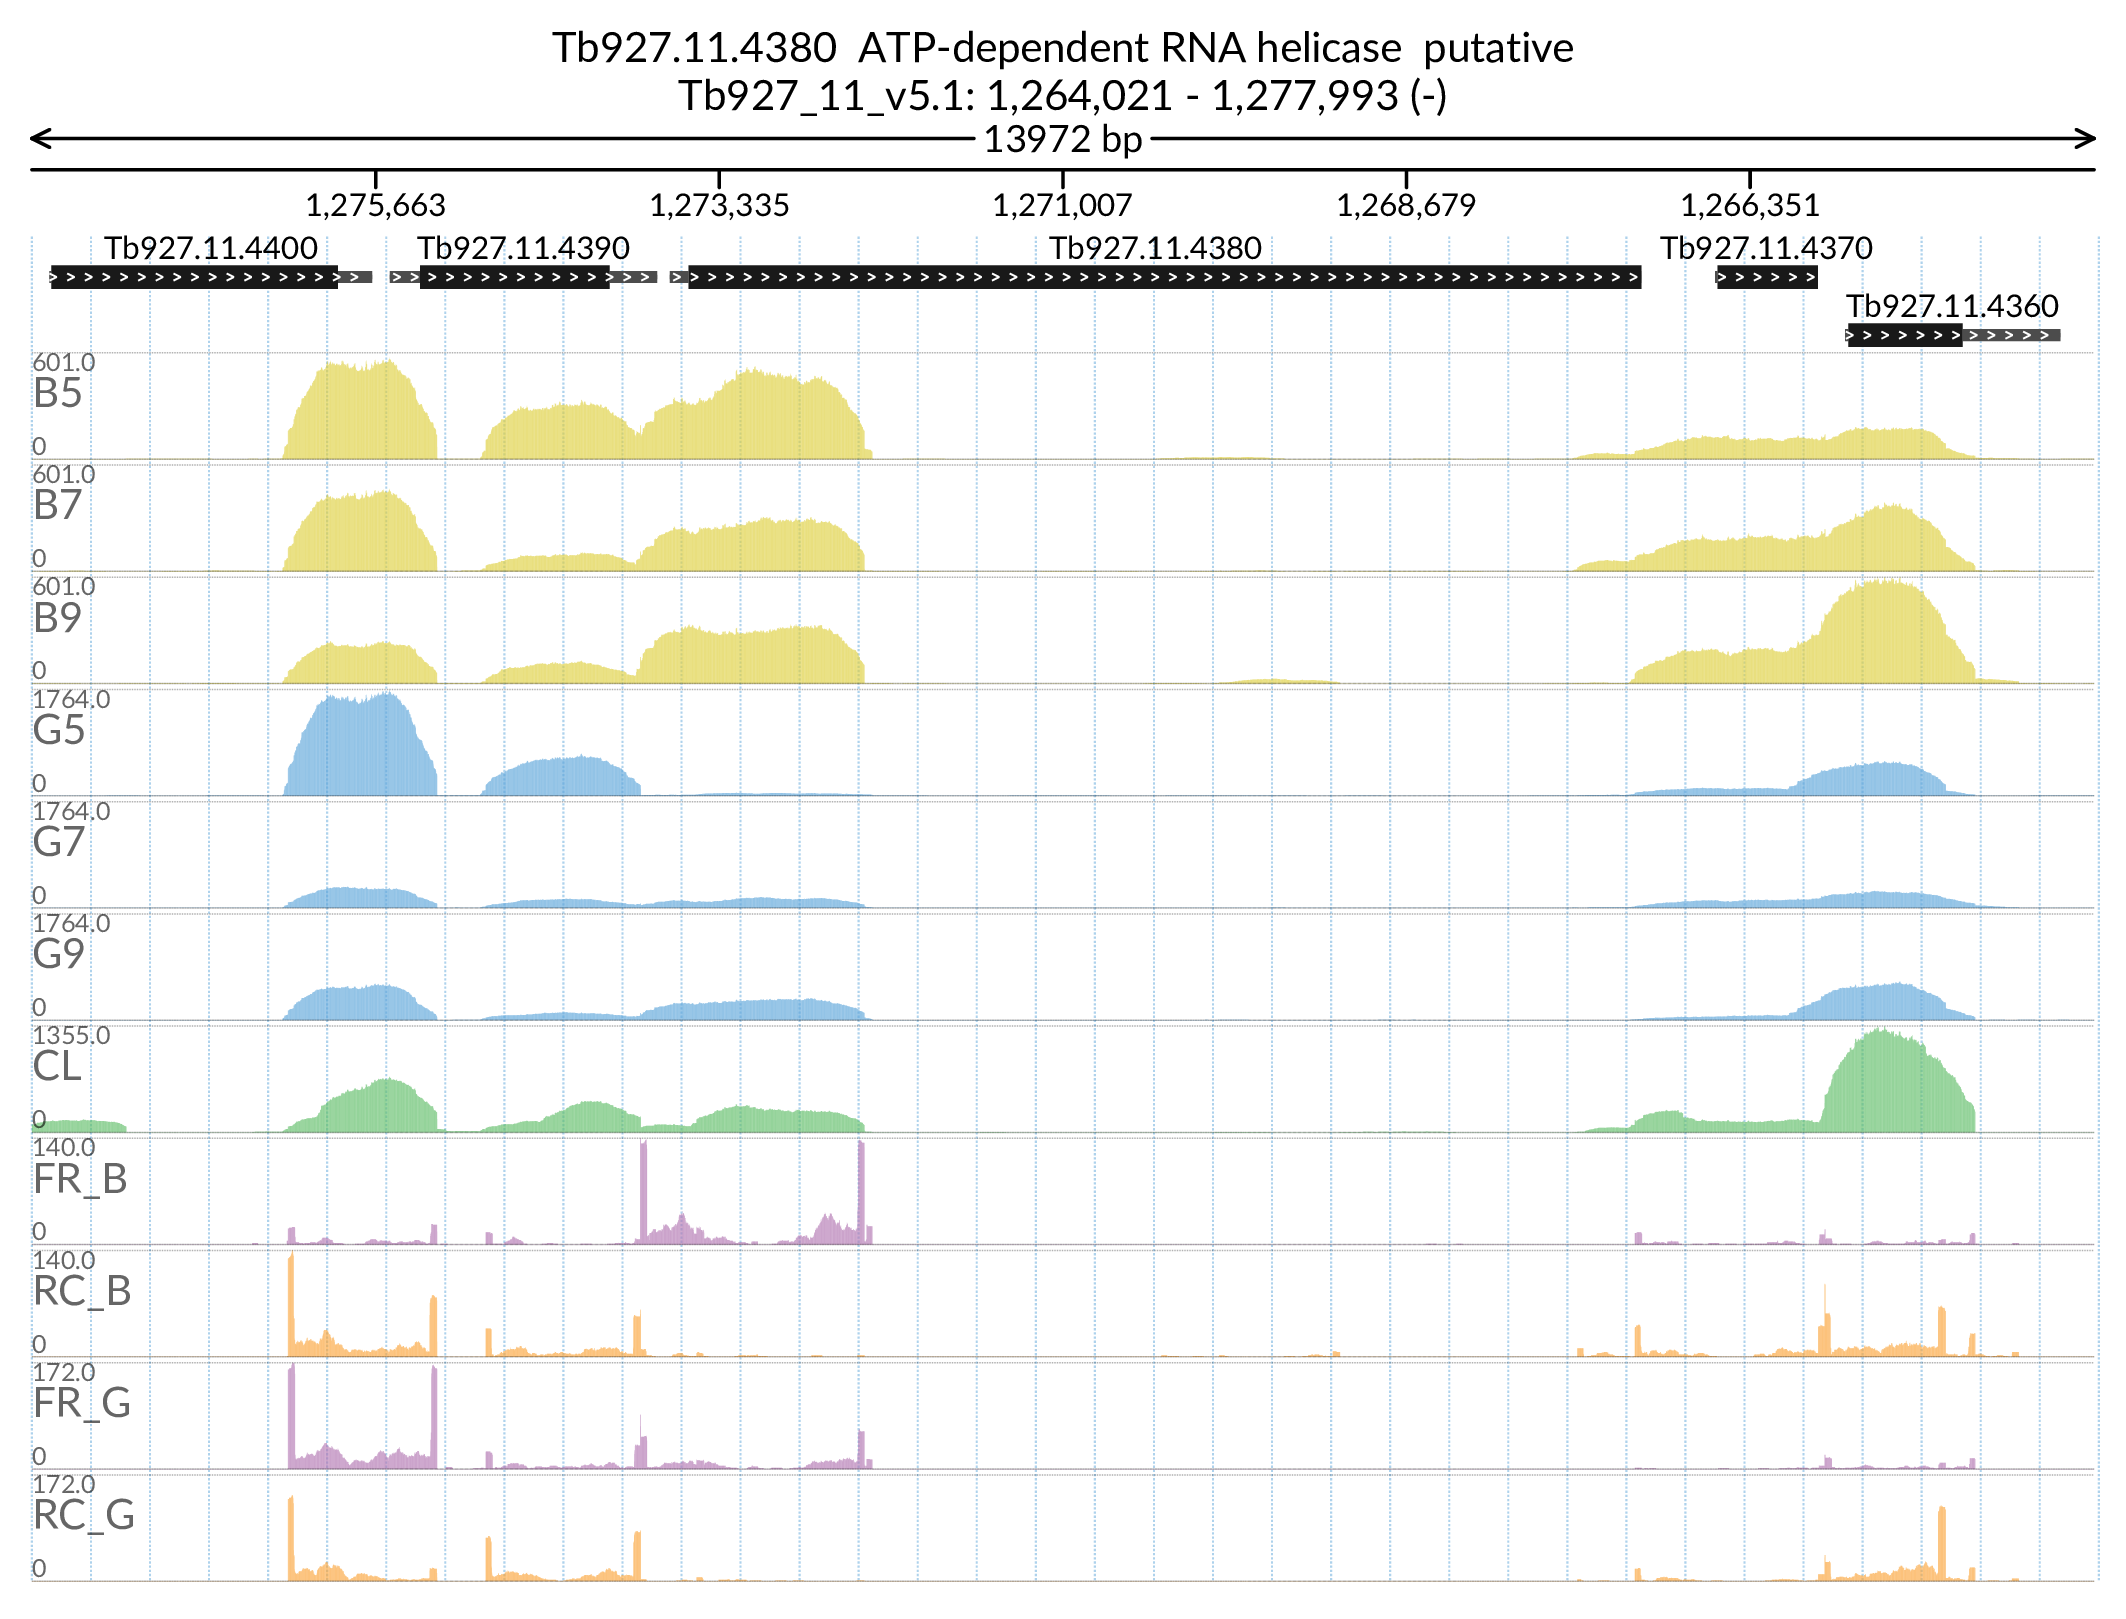 Tb927.11.4380  ATP-dependent RNA helicase  putative
Tb927_11_v5.1: 1,264,021 - 1,277,993 (-)
13972 bp
1,275,663 1,273,335 1,271,007 1,268,679 1,266,351
Tb927.11.4400 Tb927.11.4390 Tb927.11.4380 Tb927.11.4370
Tb927.11.4360
601.0
B5
0
601.0
B7
0
601.0
B9
0
1764.0
G5
0
1764.0
G7
0
1764.0
G9
0
1355.0
CL
0
140.0
FR_B
0
140.0
RC_B
0
172.0
FR_G
0
172.0
RC_G
0